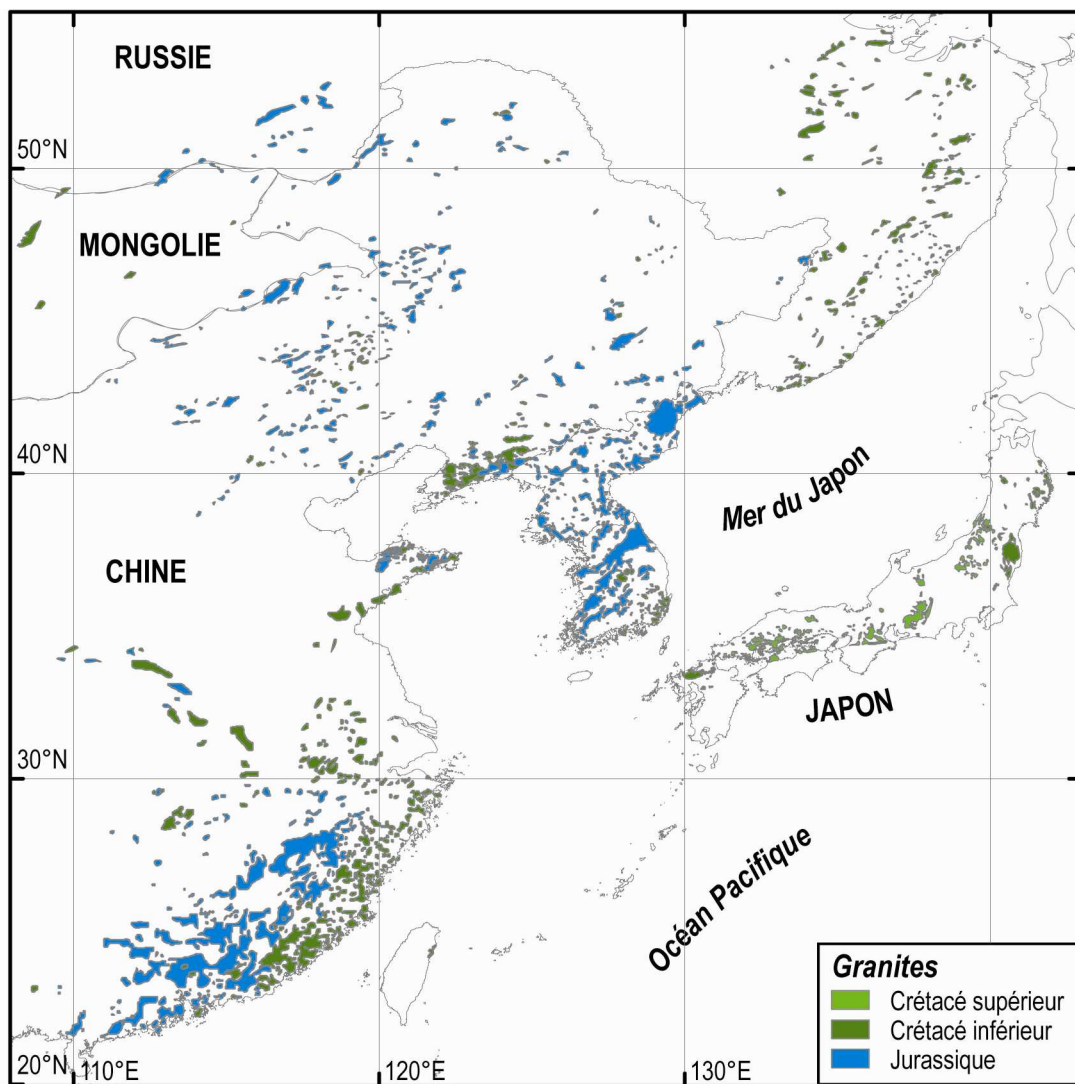 RUSSIE
50°N
MONGOLIE
40°N
Mer du Japon
CHINE
JAPON
30°N
Océan Pacifique
Granites
Crétacé supérieur
Crétacé inférieur
Jurassique
20°N
110°E
120°E
130°E